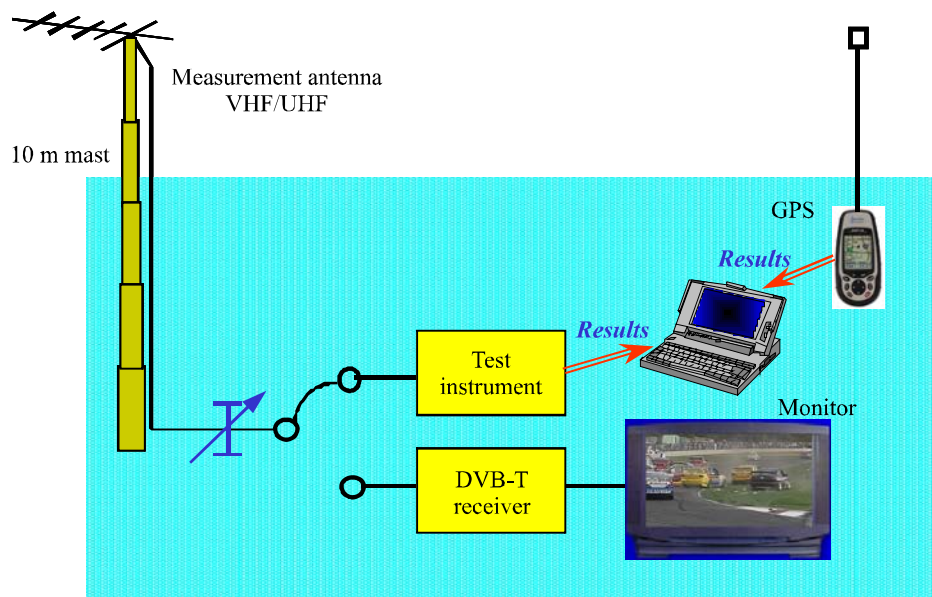 Measurement antenna
VHF/UHF
10 m mast
GPS
Results
Results
Test
instrument
Monitor
DVB-T
receiver